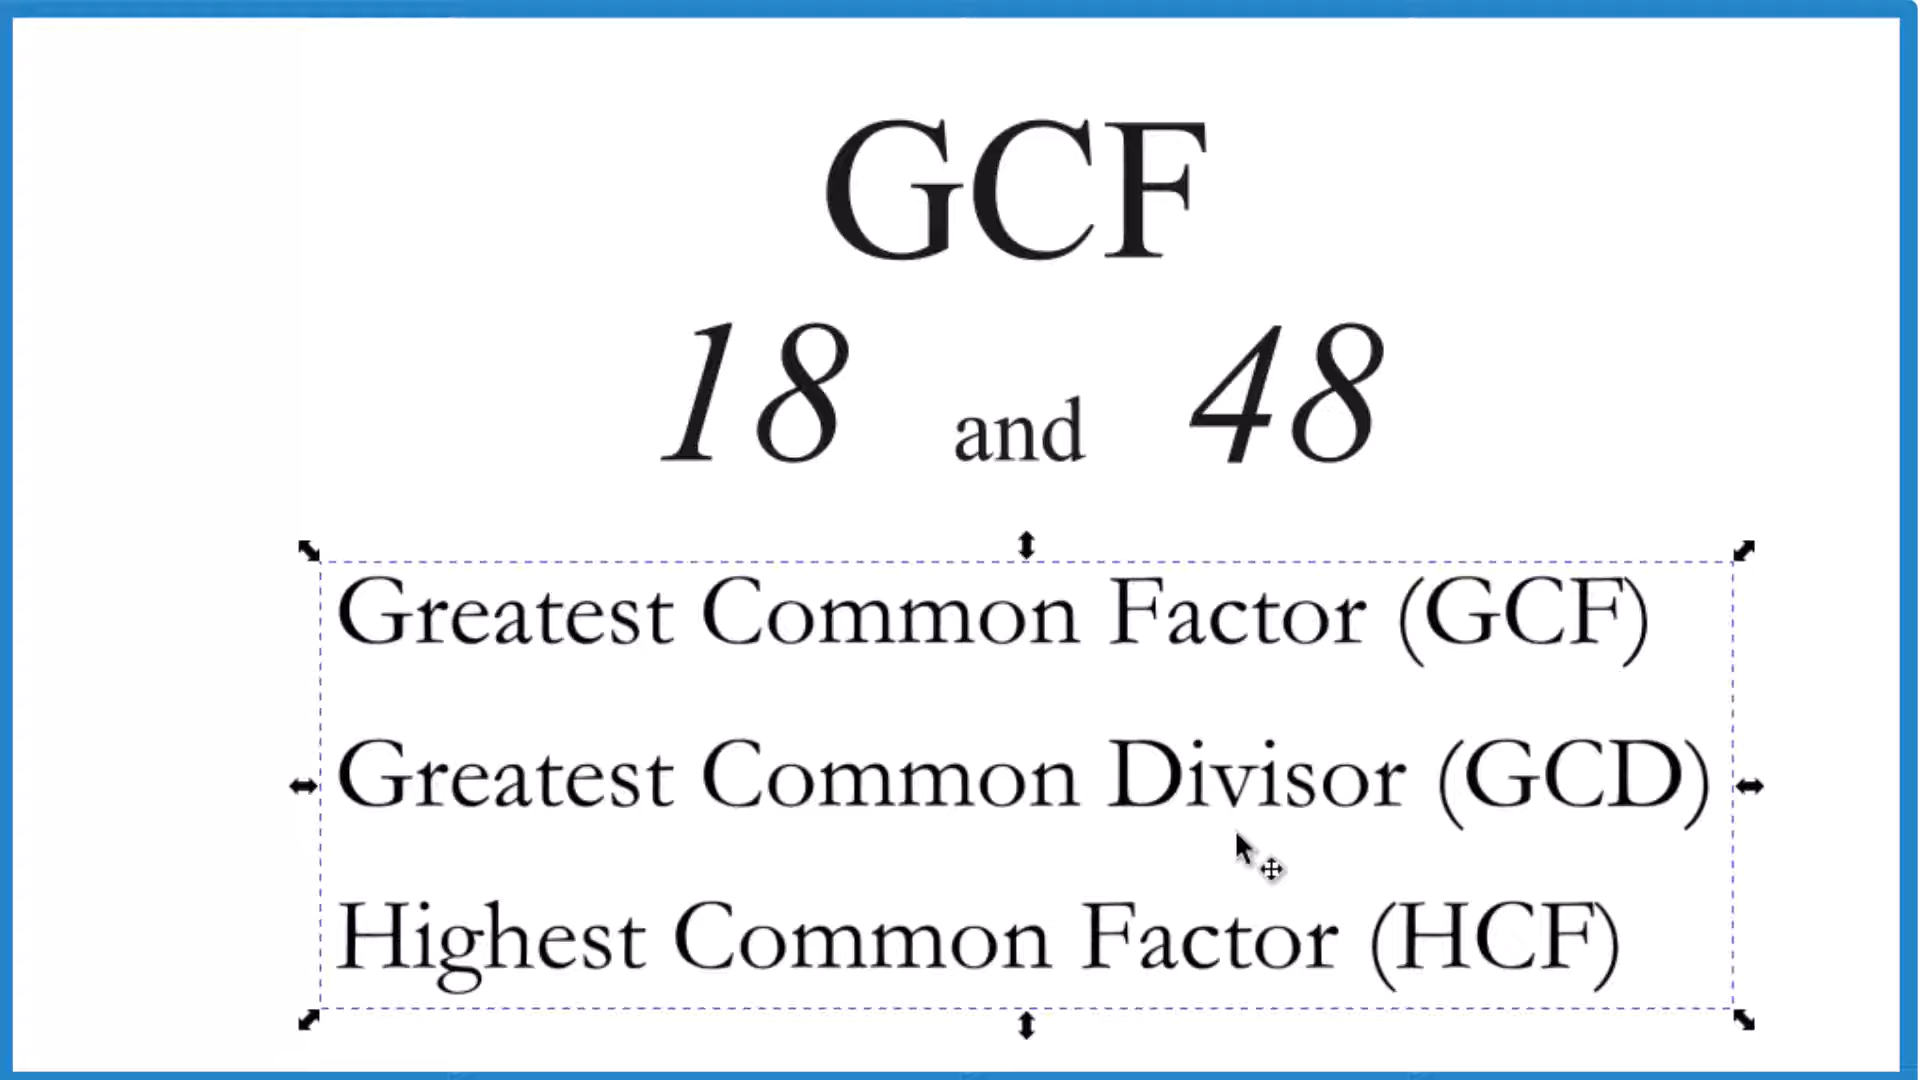 GCF
18 and 48
Greatest Common Factor (GCF)
Greatest Common Divisor (GCD)
Highest Common Factor (HCF)